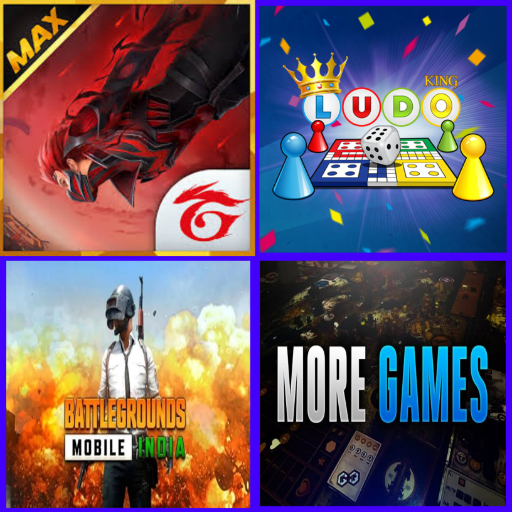 MAX
KING
LUDO
BATTLEGROUNDS
MOBILE INDIA
MORE GAMES